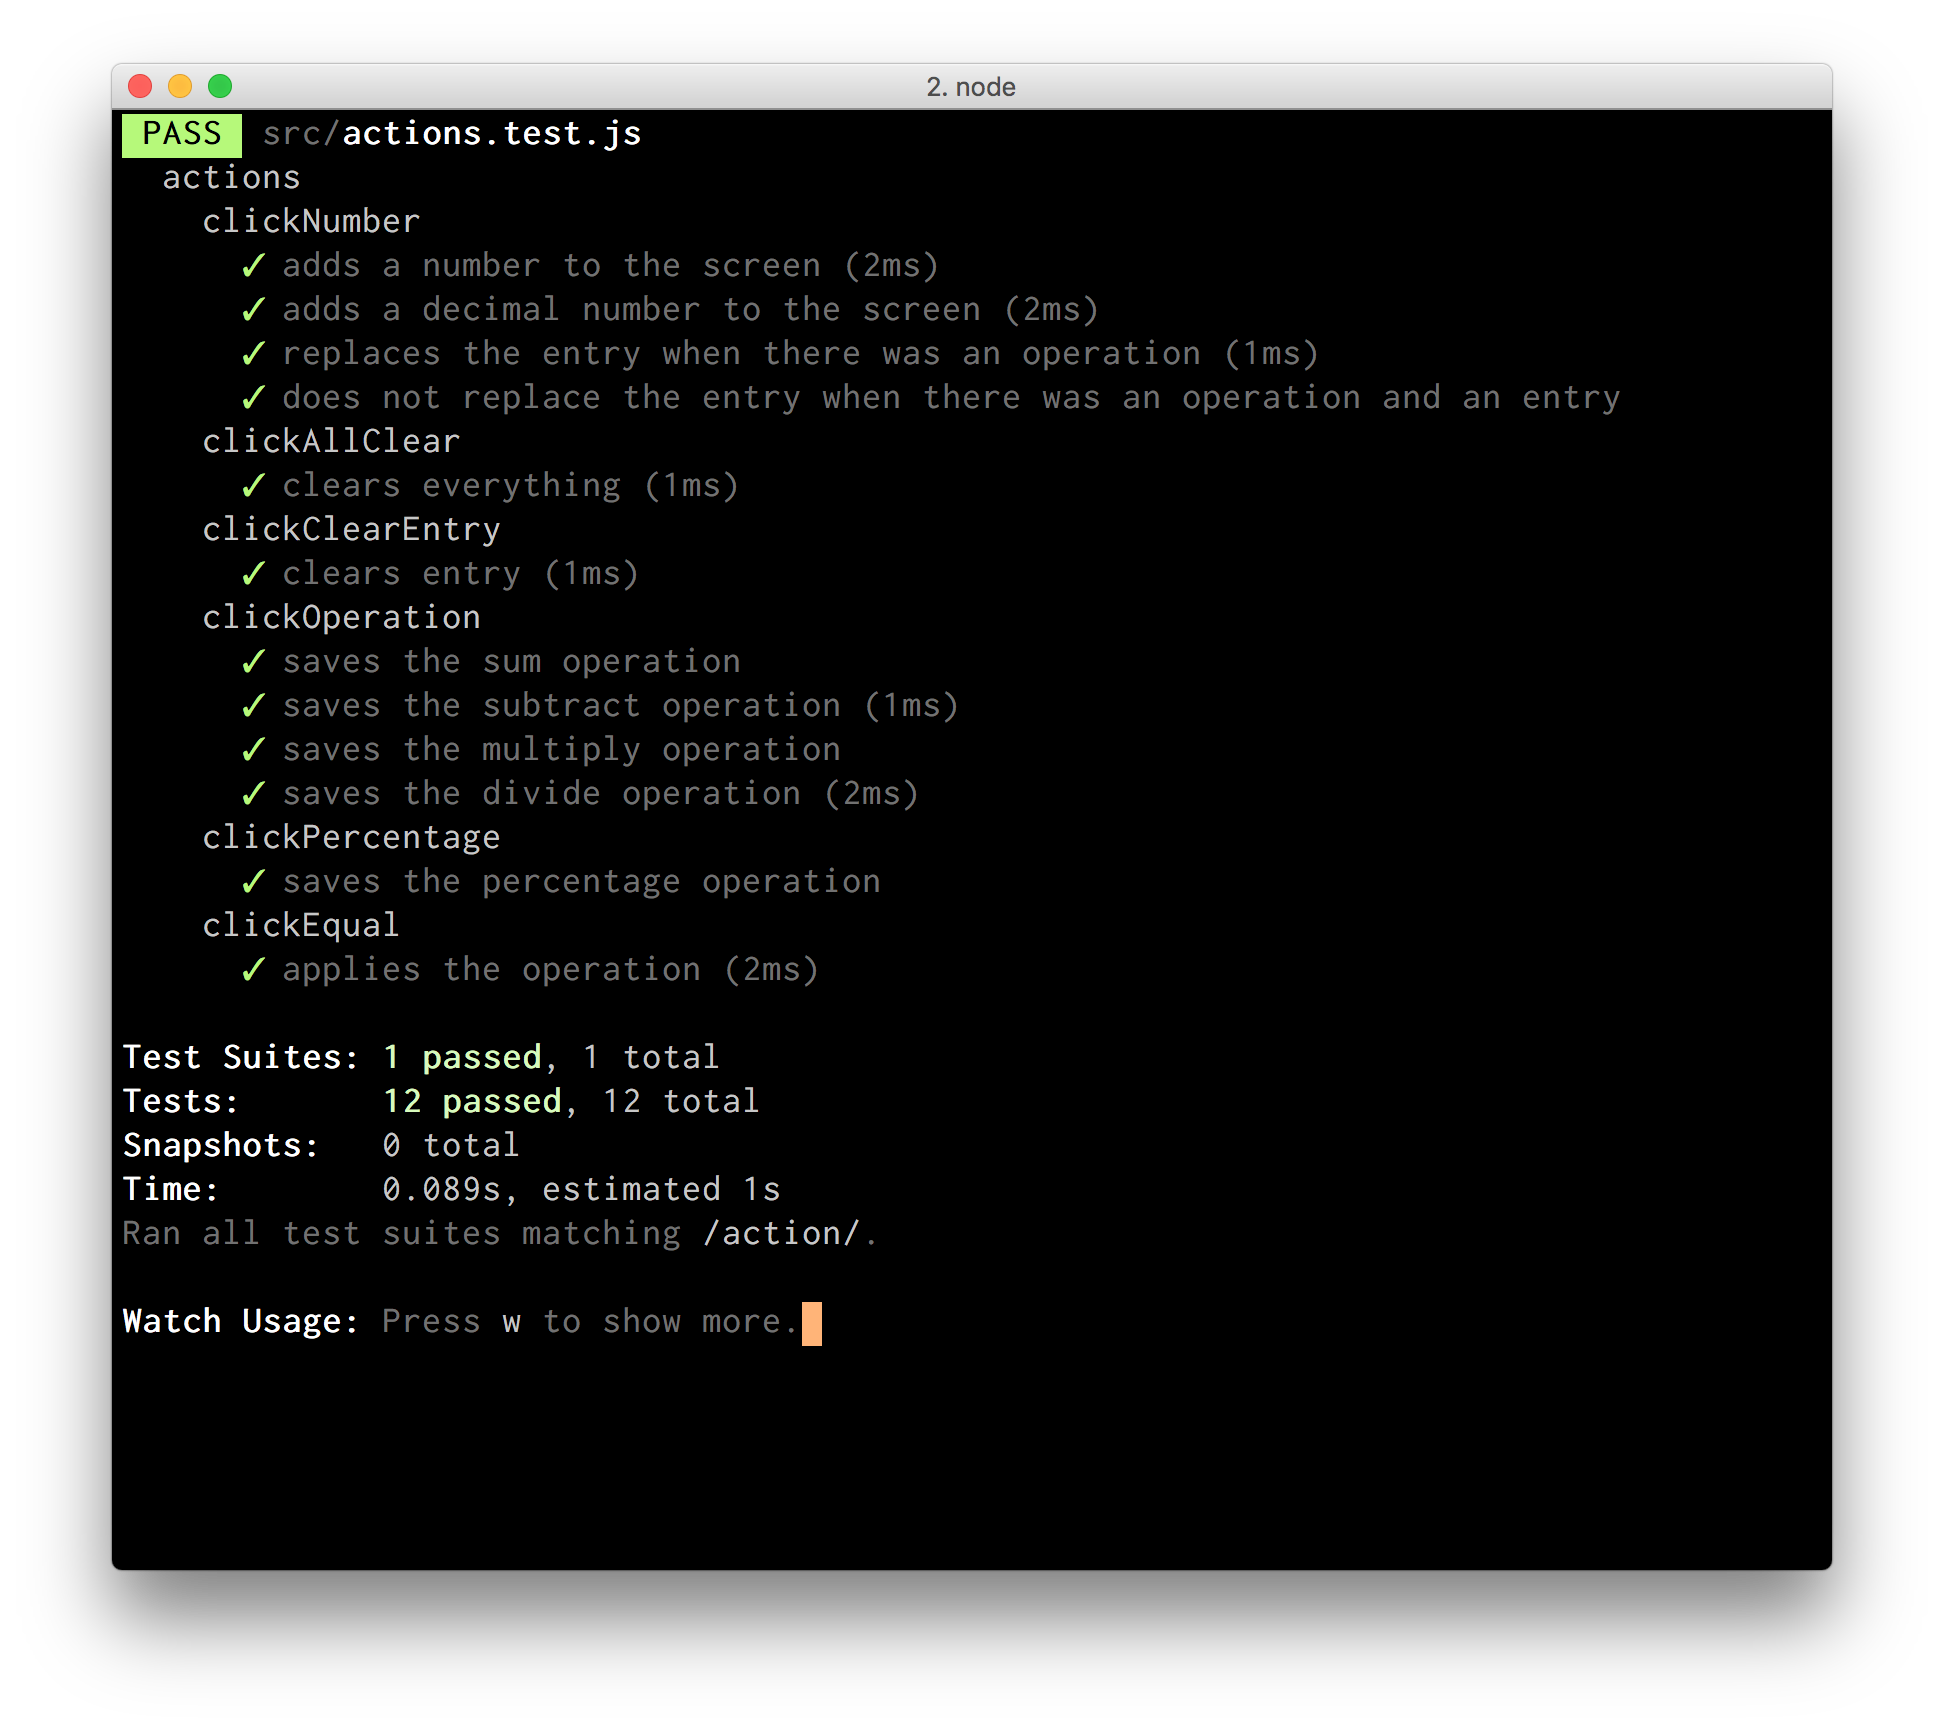 2. node
PASS src/actions.test.js
actions
clickNumber
✓ adds a number to the screen (2ms)
✓ adds a decimal number to the screen (2ms)
✓ replaces the entry when there was an operation (1ms)
✓ does not replace the entry when there was an operation and an entry
clickAllClear
✓ clears everything (1ms)
clickClearEntry
✓ clears entry (1ms)
clickOperation
✓ saves the sum operation
✓ saves the subtract operation (1ms)
✓ saves the multiply operation
✓ saves the divide operation (2ms)
clickPercentage
✓ saves the percentage operation
clickEqual
✓ applies the operation (2ms)
Test Suites: 1 passed, 1 total
Tests: 12 passed, 12 total
Snapshots: 0 total
Time: 0.089s, estimated 1s
Ran all test suites matching /action/.
Watch Usage: Press w to show more.